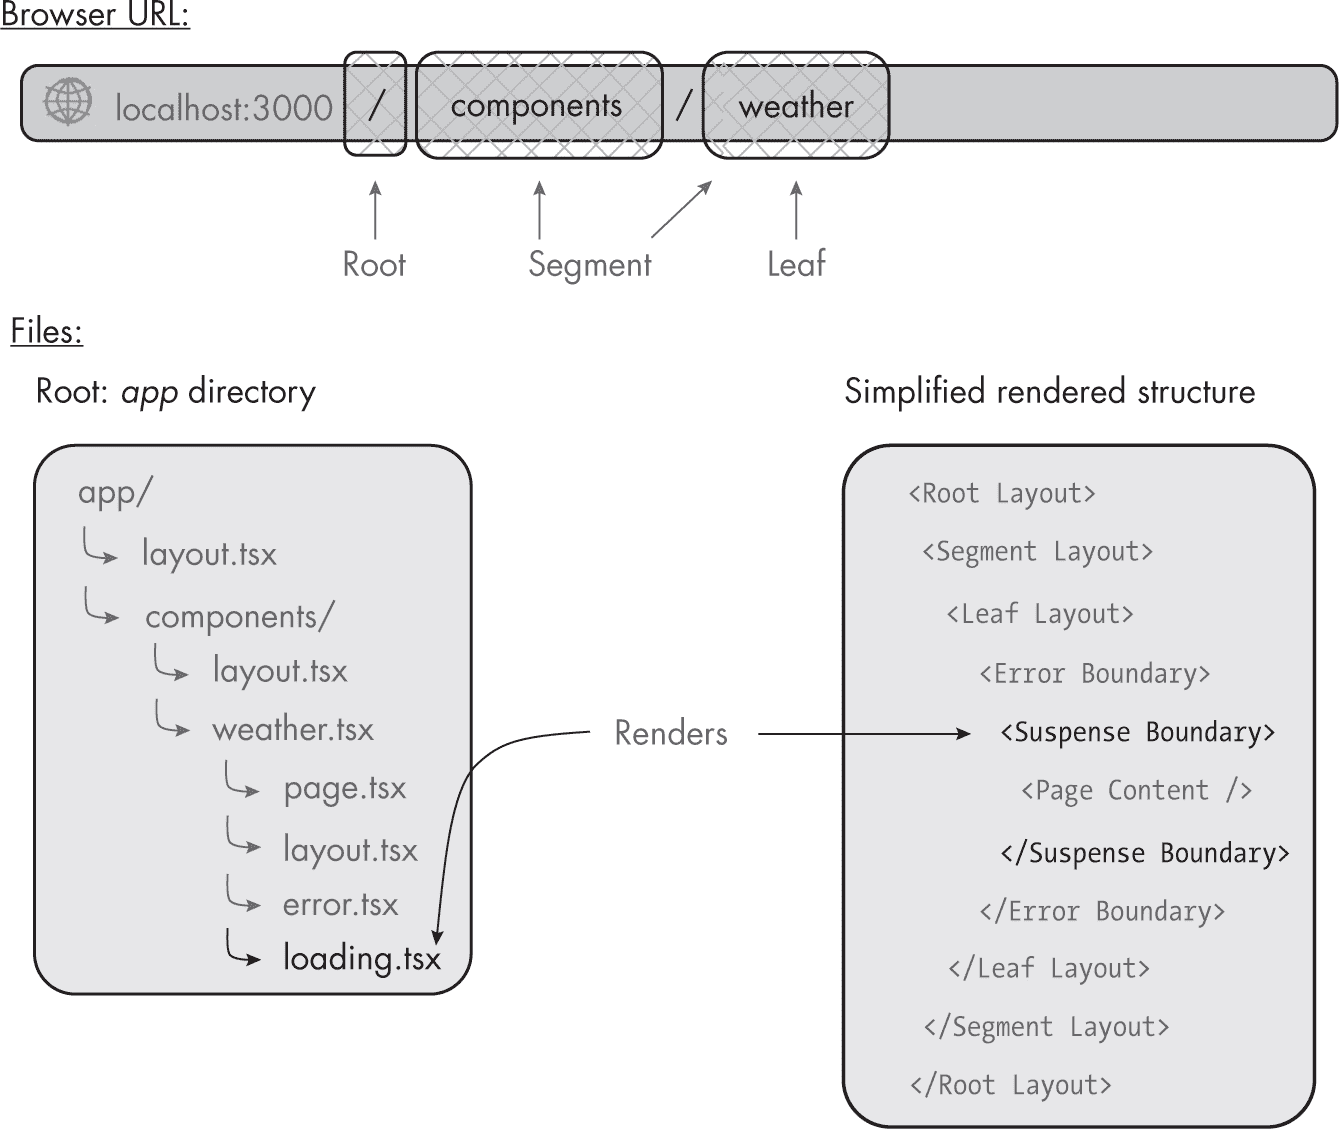 Browser URL:
localhost:3000 / components / weather
Root Segment Leaf
Files:
Root: app directory
app/
layout.tsx
components/
layout.tsx
weather.tsx
page.tsx
layout.tsx
error.tsx
loading.tsx
Renders
Simplified rendered structure
<Root Layout>
<Segment Layout>
<Leaf Layout>
<Error Boundary>
<Suspense Boundary>
<Page Content />
</Suspense Boundary>
</Error Boundary>
</Leaf Layout>
</Segment Layout>
</Root Layout>